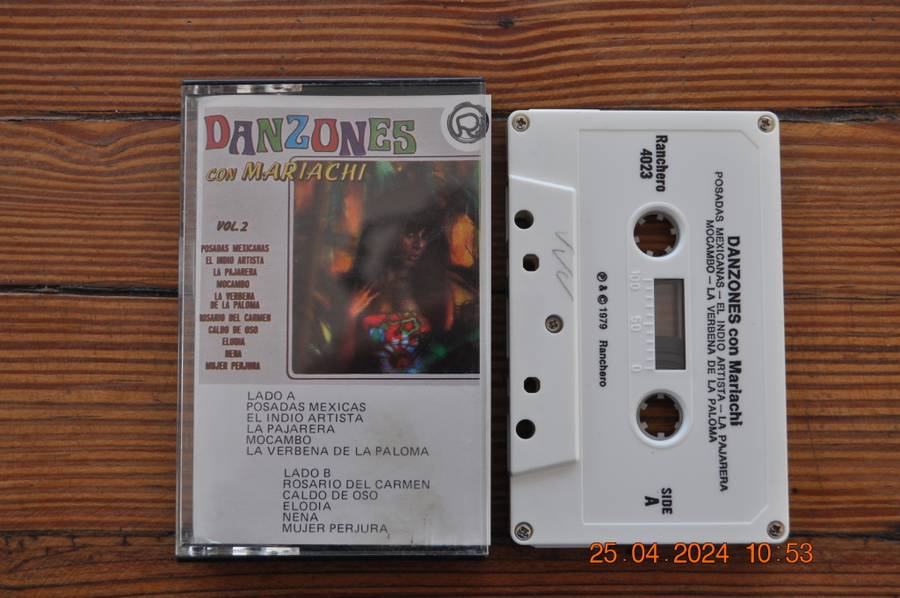 DANZONES
®
CON MARIACHI
VOL.2
POSADAS MEXICANAS
EL INDIO ARTISTA
LA PAJARERA
MOCAMBO
LA VERBENA
DE LA PALOMA
ROSARIO DEL CARMEN
CALDO DE OSO
ELODIA
NENA
MUJER PERJURA
LADO A
POSADAS MEXICAS
EL INDIO ARTISTA
LA PAJARERA
MOCAMBO
LA VERBENA DE LA PALOMA
LADO B
ROSARIO DEL CARMEN
CALDO DE OSO
ELODIA
NENA
MUJER PERJURA
Ranchero
4023
DANZONES con Mariachi
POSADAS MEXICANAS – EL INDIO ARTISTA – LA PAJARERA
MOCAMBO – LA VERBENA DE LA PALOMA
100 50 0
℗ & © 1979 Ranchero
SIDE
A
25.04.2024 10:53